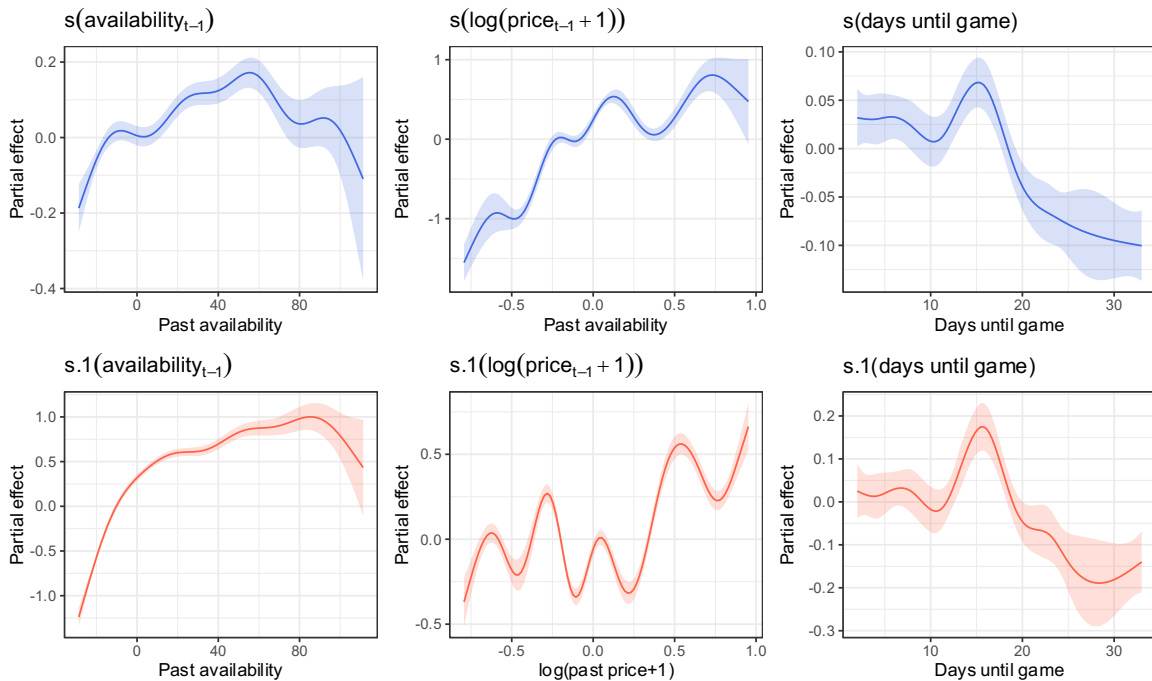 s(availability_{t−1})
s(log(price_{t−1} + 1))
s(days until game)
Partial effect
0.2
0.0
-0.2
-0.4
0
40
80
Past availability
Partial effect
1
0
-1
-0.5
0.0
0.5
1.0
Past availability
Partial effect
0.10
0.05
0.00
-0.05
-0.10
10
20
30
Days until game
s.1(availability_{t−1})
s.1(log(price_{t−1} + 1))
s.1(days until game)
Partial effect
1.0
0.5
0.0
-0.5
-1.0
0
40
80
Past availability
Partial effect
0.5
0.0
-0.5
-0.5
0.0
0.5
1.0
log(past price+1)
Partial effect
0.2
0.1
0.0
-0.1
-0.2
-0.3
10
20
30
Days until game